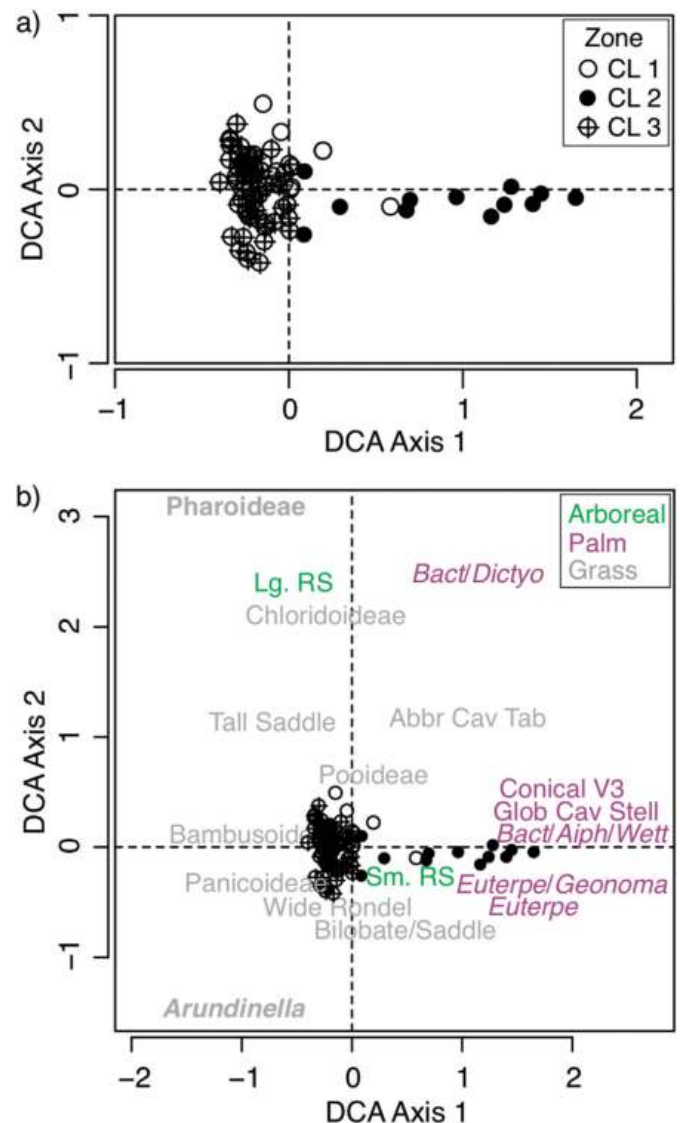 a)
1
0
−1
DCA Axis 2
Zone
CL 1
CL 2
CL 3
−1 0 1 2
DCA Axis 1
b)
3
2
1
0
−1
DCA Axis 2
Arboreal
Palm
Grass
Pharoideae
Lg. RS
Bact/Dictyo
Chloridoideae
Tall Saddle
Abbr Cav Tab
Pooideae
Conical V3
Glob Cav Stell
Bambusoid
Bact/Aiph/Wett
Sm. RS
Panicoideae
Euterpe/Geonoma
Wide Rondel
Euterpe
Bilobate/Saddle
Arundinella
−2 −1 0 1 2
DCA Axis 1